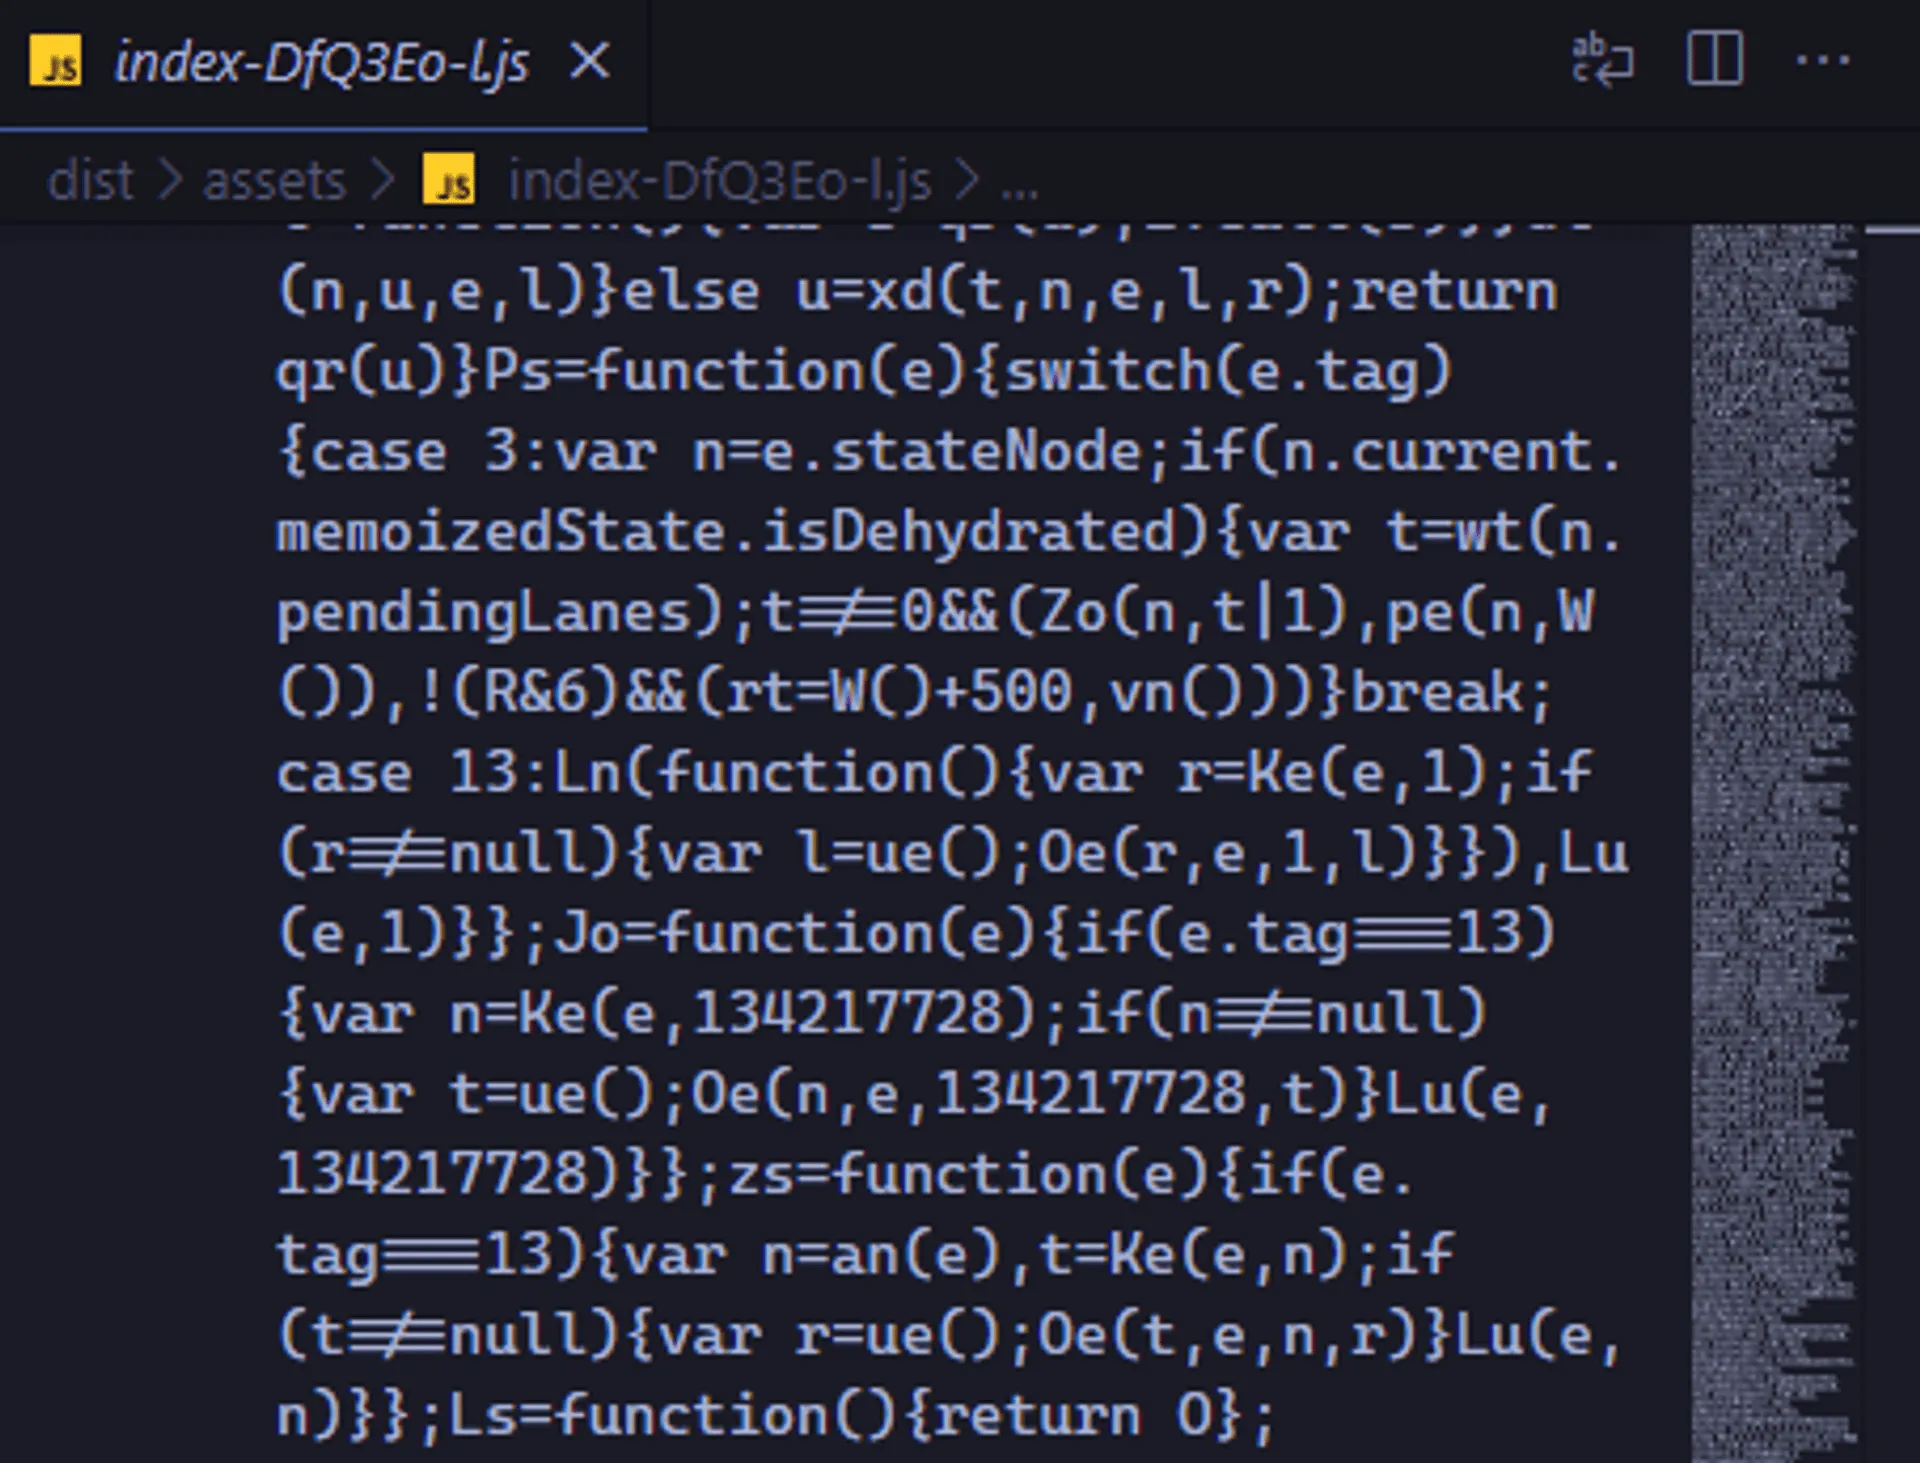 JS index-DfQ3Eo-l.js
dist > assets > JS index-DfQ3Eo-l.js > ...
(n,u,e,l)}else u=xd(t,n,e,l,r);return
qr(u)}Ps=function(e){switch(e.tag)
{case 3:var n=e.stateNode;if(n.current.
memoizedState.isDehydrated){var t=wt(n.
pendingLanes);t!==0&&(Zo(n,t|1),pe(n,W
()),!(R&6)&&(rt=W()+500,vn()))}break;
case 13:Ln(function(){var r=Ke(e,1);if
(r!==null){var l=ue();Oe(r,e,1,l)}}),Lu
(e,1)}};Jo=function(e){if(e.tag===13)
{var n=Ke(e,134217728);if(n!==null)
{var t=ue();Oe(n,e,134217728,t)}Lu(e,
134217728)}};zs=function(e){if(e.
tag===13){var n=an(e),t=Ke(e,n);if
(t!==null){var r=ue();Oe(t,e,n,r)}Lu(e,
n)}};Ls=function(){return O};